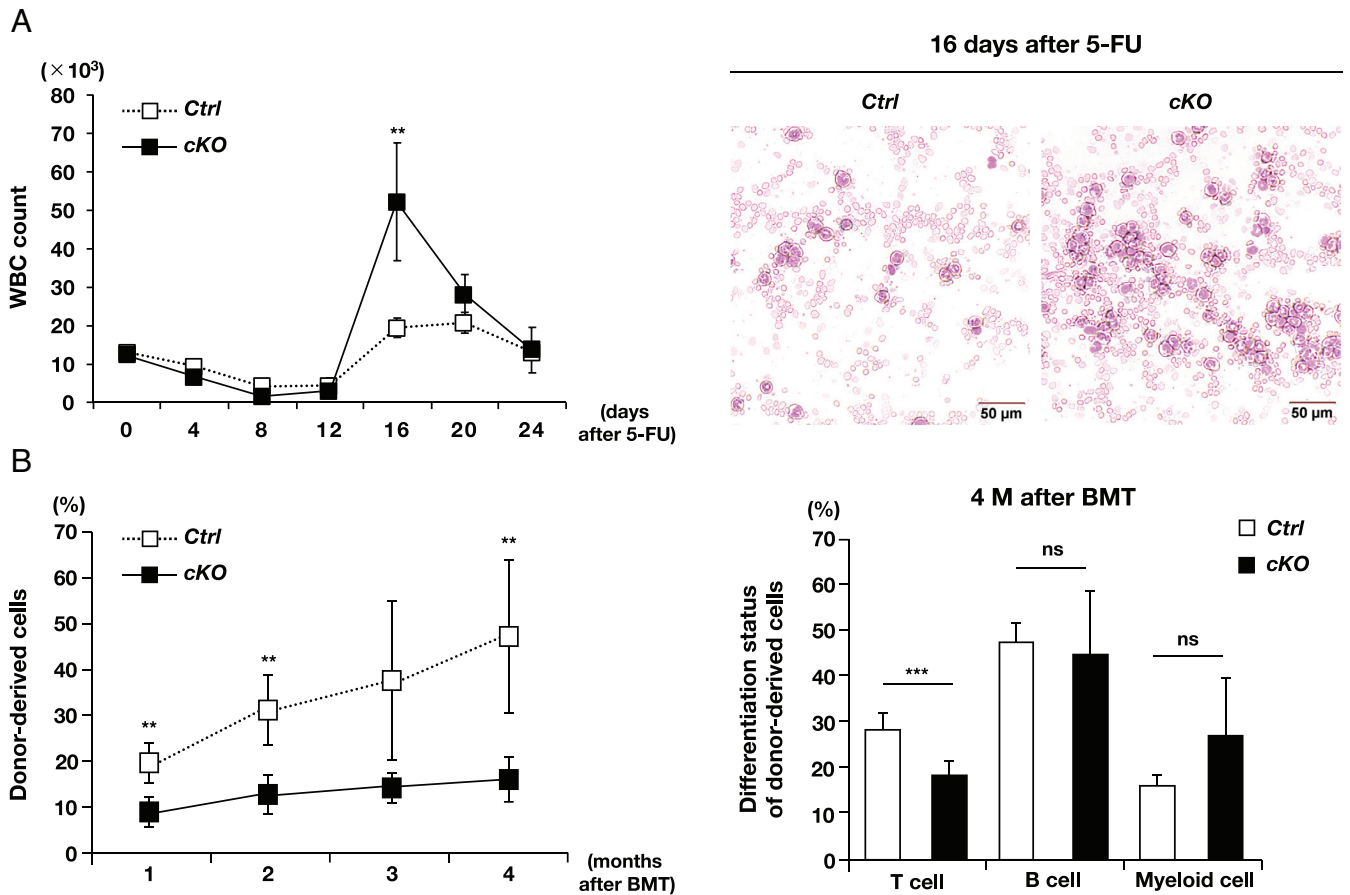 A
(×10³)
80
70
60
50
40
30
20
10
0
WBC count
Ctrl
cKO
**
0 4 8 12 16 20 24
(days
after 5-FU)
16 days after 5-FU
Ctrl cKO
50 µm 50 µm
B
(%)
70
60
50
40
30
20
10
0
Donor-derived cells
Ctrl
cKO
**
**
**
1 2 3 4
(months
after BMT)
4 M after BMT
(%)
70
60
50
40
30
20
10
0
Differentiation status
of donor-derived cells
Ctrl
cKO
***
ns
ns
T cell B cell Myeloid cell